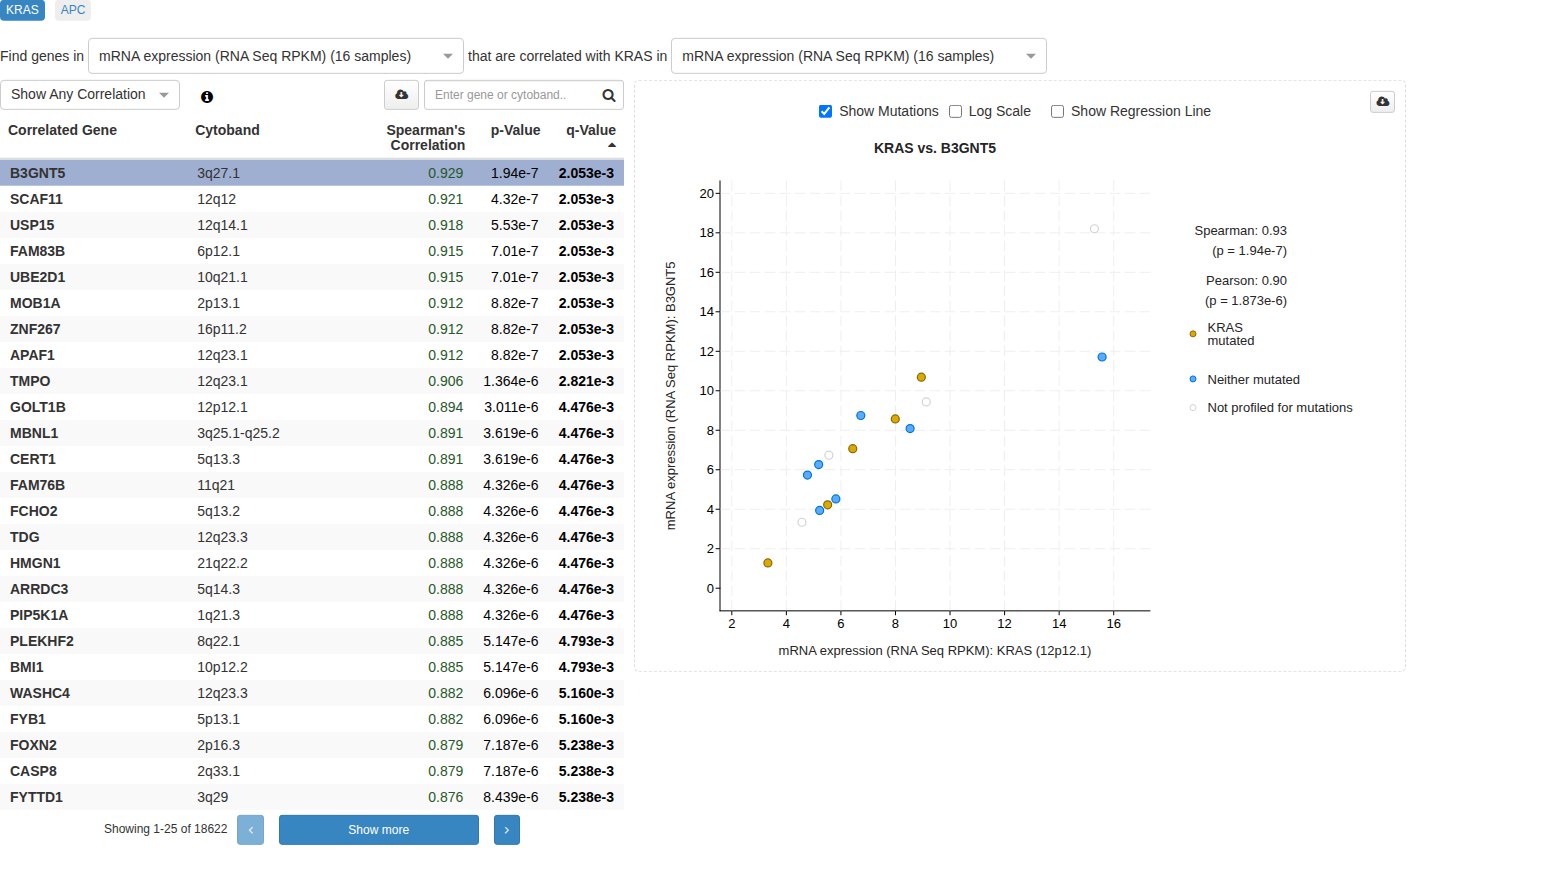 KRAS APC
Find genes in mRNA expression (RNA Seq RPKM) (16 samples) that are correlated with KRAS in mRNA expression (RNA Seq RPKM) (16 samples)
Show Any Correlation Enter gene or cytoband..
Correlated Gene Cytoband Spearman's Correlation p-Value q-Value
B3GNT5 3q27.1 0.929 1.94e-7 2.053e-3
SCAF11 12q12 0.921 4.32e-7 2.053e-3
USP15 12q14.1 0.918 5.53e-7 2.053e-3
FAM83B 6p12.1 0.915 7.01e-7 2.053e-3
UBE2D1 10q21.1 0.915 7.01e-7 2.053e-3
MOB1A 2p13.1 0.912 8.82e-7 2.053e-3
ZNF267 16p11.2 0.912 8.82e-7 2.053e-3
APAF1 12q23.1 0.912 8.82e-7 2.053e-3
TMPO 12q23.1 0.906 1.364e-6 2.821e-3
GOLT1B 12p12.1 0.894 3.011e-6 4.476e-3
MBNL1 3q25.1-q25.2 0.891 3.619e-6 4.476e-3
CERT1 5q13.3 0.891 3.619e-6 4.476e-3
FAM76B 11q21 0.888 4.326e-6 4.476e-3
FCHO2 5q13.2 0.888 4.326e-6 4.476e-3
TDG 12q23.3 0.888 4.326e-6 4.476e-3
HMGN1 21q22.2 0.888 4.326e-6 4.476e-3
ARRDC3 5q14.3 0.888 4.326e-6 4.476e-3
PIP5K1A 1q21.3 0.888 4.326e-6 4.476e-3
PLEKHF2 8q22.1 0.885 5.147e-6 4.793e-3
BMI1 10p12.2 0.885 5.147e-6 4.793e-3
WASHC4 12q23.3 0.882 6.096e-6 5.160e-3
FYB1 5p13.1 0.882 6.096e-6 5.160e-3
FOXN2 2p16.3 0.879 7.187e-6 5.238e-3
CASP8 2q33.1 0.879 7.187e-6 5.238e-3
FYTTD1 3q29 0.876 8.439e-6 5.238e-3
Showing 1-25 of 18622 ‹ Show more ›
Show Mutations Log Scale Show Regression Line
KRAS vs. B3GNT5
mRNA expression (RNA Seq RPKM): B3GNT5
20
18
16
14
12
10
8
6
4
2
0
2 4 6 8 10 12 14 16
mRNA expression (RNA Seq RPKM): KRAS (12p12.1)
Spearman: 0.93
(p = 1.94e-7)
Pearson: 0.90
(p = 1.873e-6)
KRAS
mutated
Neither mutated
Not profiled for mutations